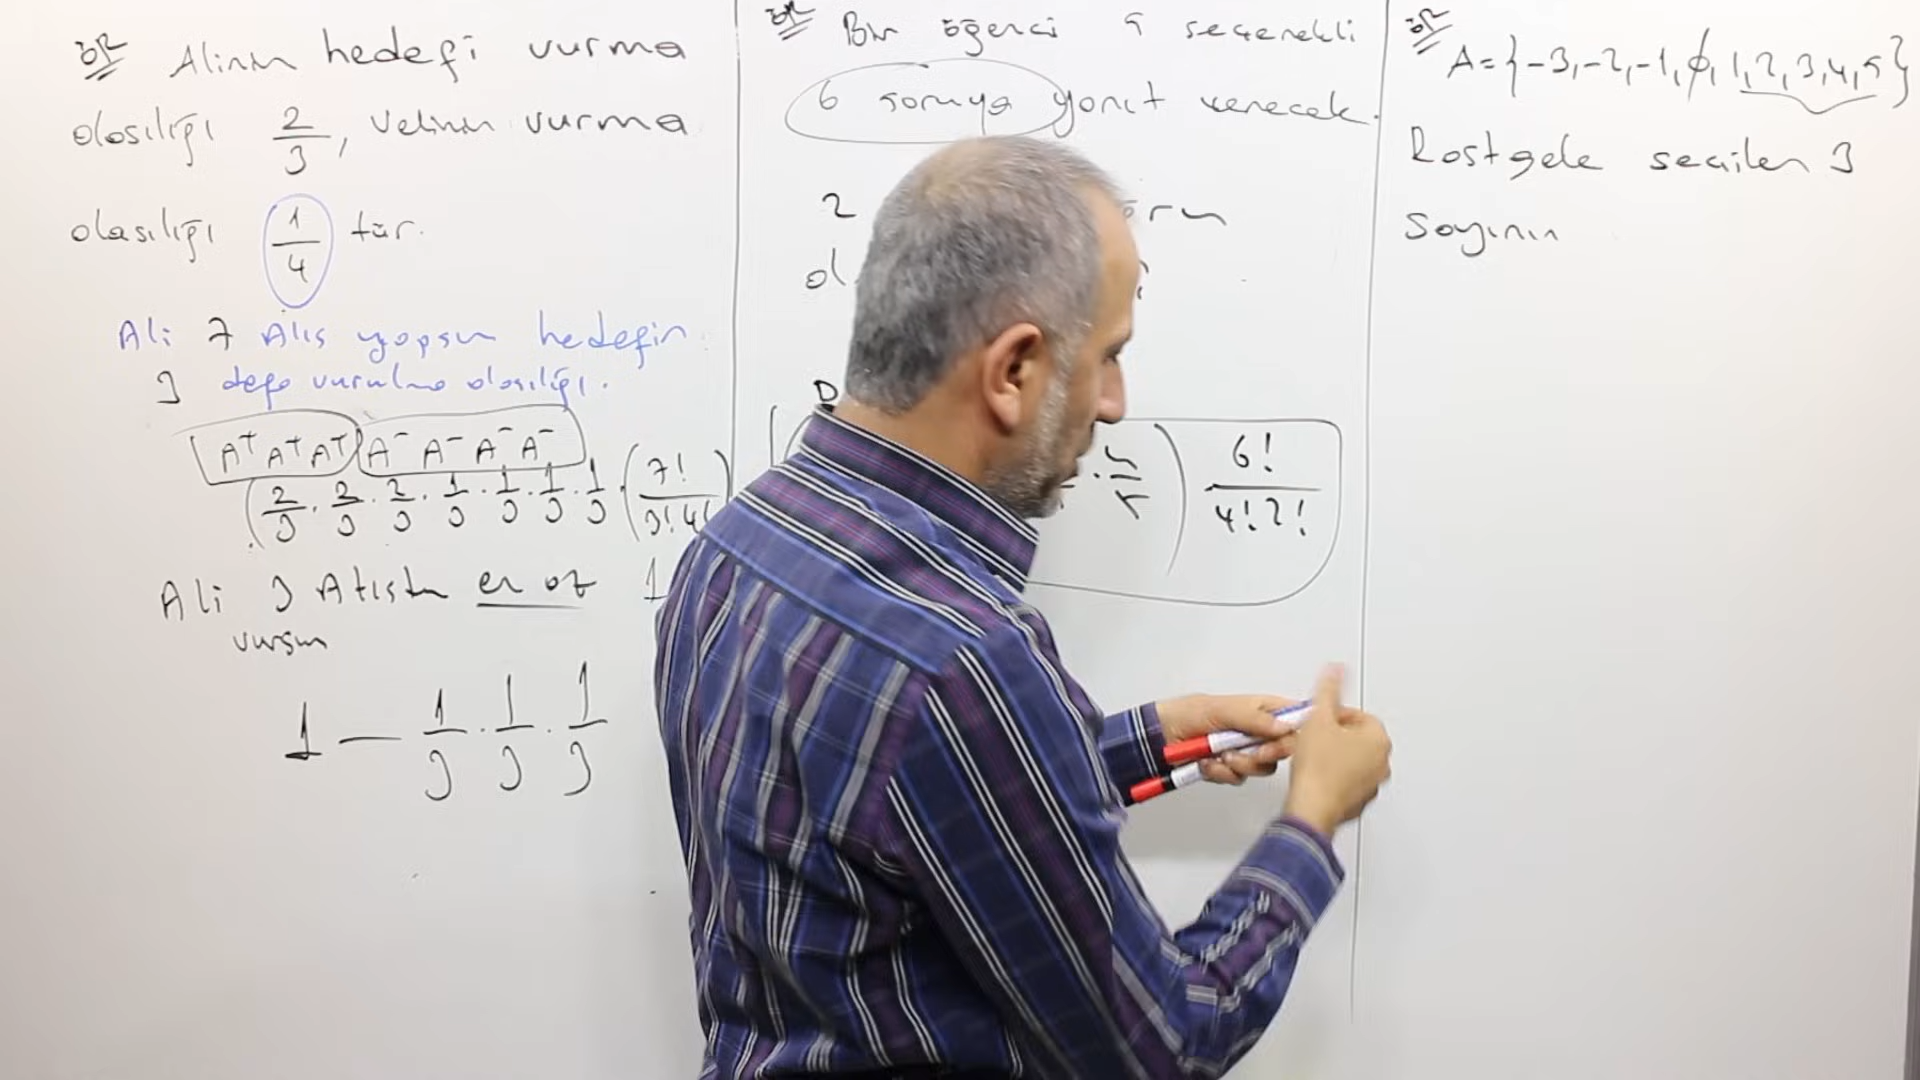 ör Alinin hedefi vurma
olasılığı 2/3, Velinin vurma
olasılığı 1/4 tür.
Ali 7 Atış yapsın hedefin
3 defa vurulma olasılığı.
A⁺ A⁺ A⁺ A⁻ A⁻ A⁻ A⁻
(2/3 · 2/3 · 2/3 · 1/3 · 1/3 · 1/3 · 1/3 · (7!/3!4!)
Ali 3 Atışta en az 1
vursun
1 — 1/3 · 1/3 · 1/3
ör Bir öğrenci 5 seçenekli
6 soruya yanıt verecek.
2
ol
D
· 4/5) 6!/4!2!
ör A={-3,-2,-1,0,1,2,3,4,5}
Rastgele seçilen 3
Sayının